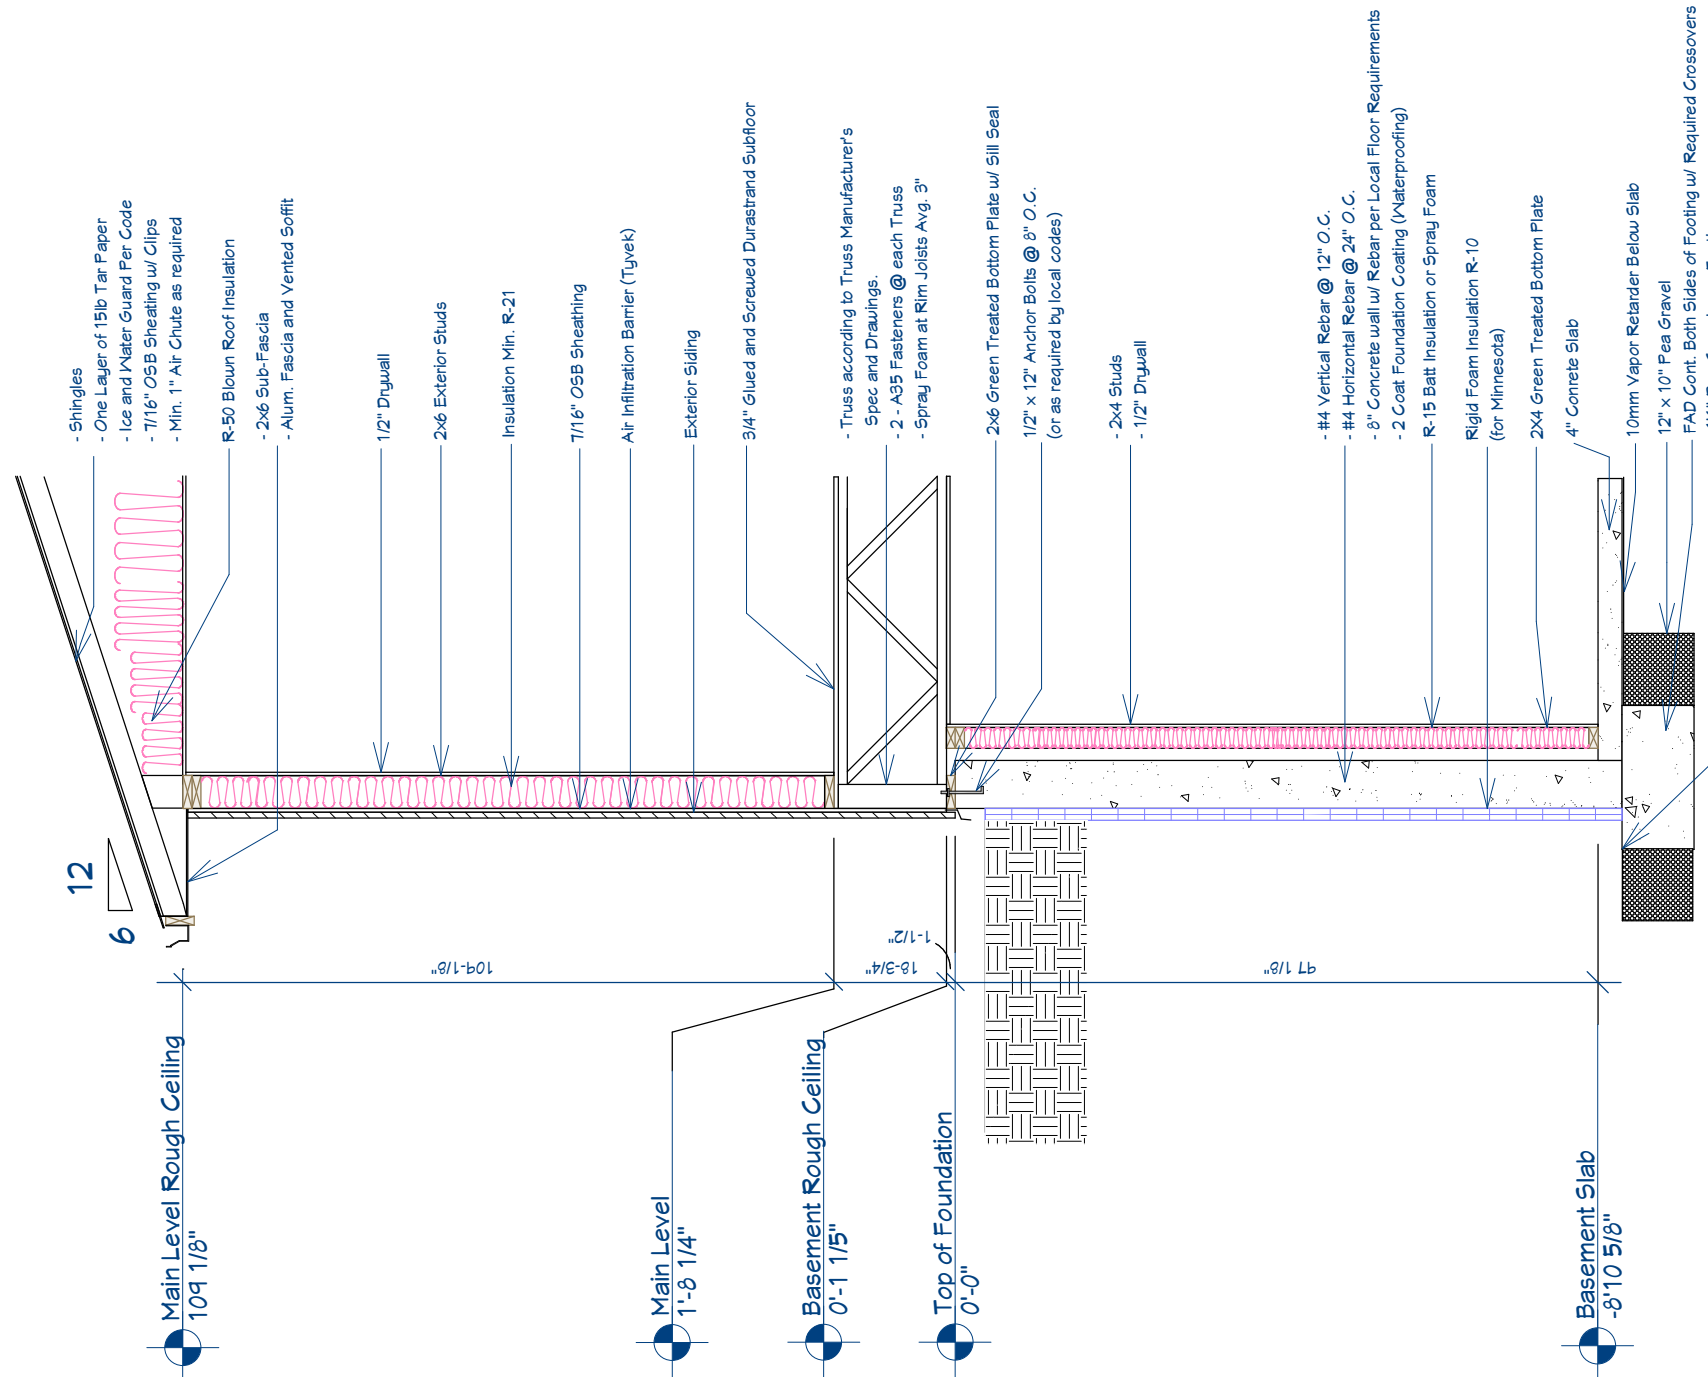 - Shingles
- One Layer of 15lb Tar Paper
- Ice and Water Guard Per Code
- 7/16" OSB Sheating w/ Clips
- Min. 1" Air Chute as required
R-50 Blown Roof Insulation
- 2x6 Sub-Fascia
- Alum. Fascia and Vented Soffit
1/2" Drywall
2x6 Exterior Studs
Insulation Min. R-21
7/16" OSB Sheathing
Air Infiltration Barrier (Tyvek)
Exterior Siding
3/4" Glued and Screwed Durastrand Subfloor
- Truss according to Truss Manufacturer's
Spec and Drawings.
- 2 - A35 Fasteners @ each Truss
- Spray Foam at Rim Joists Avg. 3"
2x6 Green Treated Bottom Plate w/ Sill Seal
1/2" x 12" Anchor Bolts @ 8" O.C.
(or as required by local codes)
- 2x4 Studs
- 1/2" Drywall
- #4 Vertical Rebar @ 12" O.C.
- #4 Horizontal Rebar @ 24" O.C.
- 8" Concrete wall w/ Rebar per Local Floor Requirements
- 2 Coat Foundation Coating (Waterproofing)
R-15 Batt Insulation or Spray Foam
Rigid Foam Insulation R-10
(for Minnesota)
2X4 Green Treated Bottom Plate
4" Conrete Slab
10mm Vapor Retarder Below Slab
12" x 10" Pea Gravel
FAD Cont. Both Sides of Footing w/ Required Crossovers
12
6
109-1/8"
18-3/4"
1-1/2"
97 1/8"
Main Level Rough Ceiling
109 1/8"
Main Level
1'-8 1/4"
Basement Rough Ceiling
0'-1 1/5"
Top of Foundation
0'-0"
Basement Slab
-8'10 5/8"